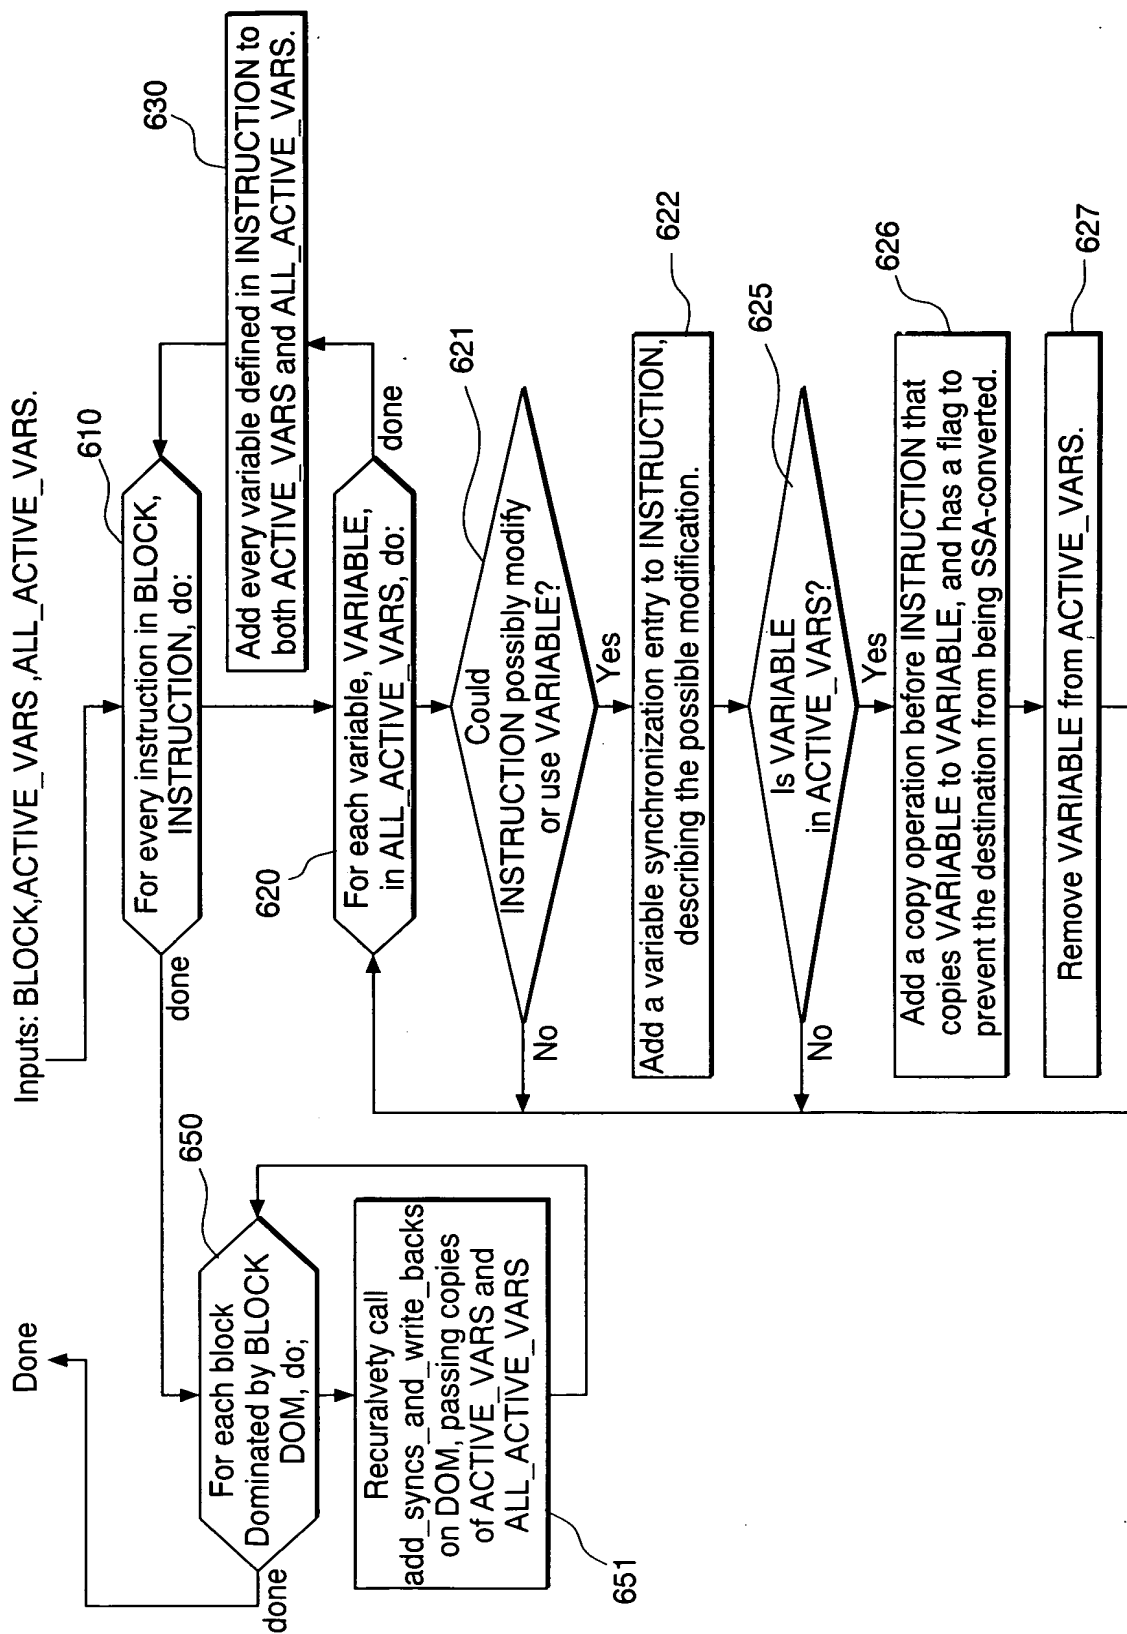 Inputs: BLOCK,ACTIVE_VARS ,ALL_ACTIVE_VARS.
Done
610
For every instruction in BLOCK,
INSTRUCTION, do:
done
630
Add every variable defined in INSTRUCTION to
both ACTIVE_VARS and ALL_ACTIVE_VARS.
620
For each variable, VARIABLE,
in ALL_ACTIVE_VARS, do:
done
621
Could
INSTRUCTION possibly modify
or use VARIABLE?
No
Yes
622
Add a variable synchronization entry to INSTRUCTION,
describing the possible modification.
625
Is VARIABLE
in ACTIVE_VARS?
No
Yes
626
Add a copy operation before INSTRUCTION that
copies VARIABLE to VARIABLE, and has a flag to
prevent the destination from being SSA-converted.
627
Remove VARIABLE from ACTIVE_VARS.
650
For each block
Dominated by BLOCK
DOM, do;
done
Recuralvety call
add_syncs_and_write_backs
on DOM, passing copies
of ACTIVE_VARS and
ALL_ACTIVE_VARS
651